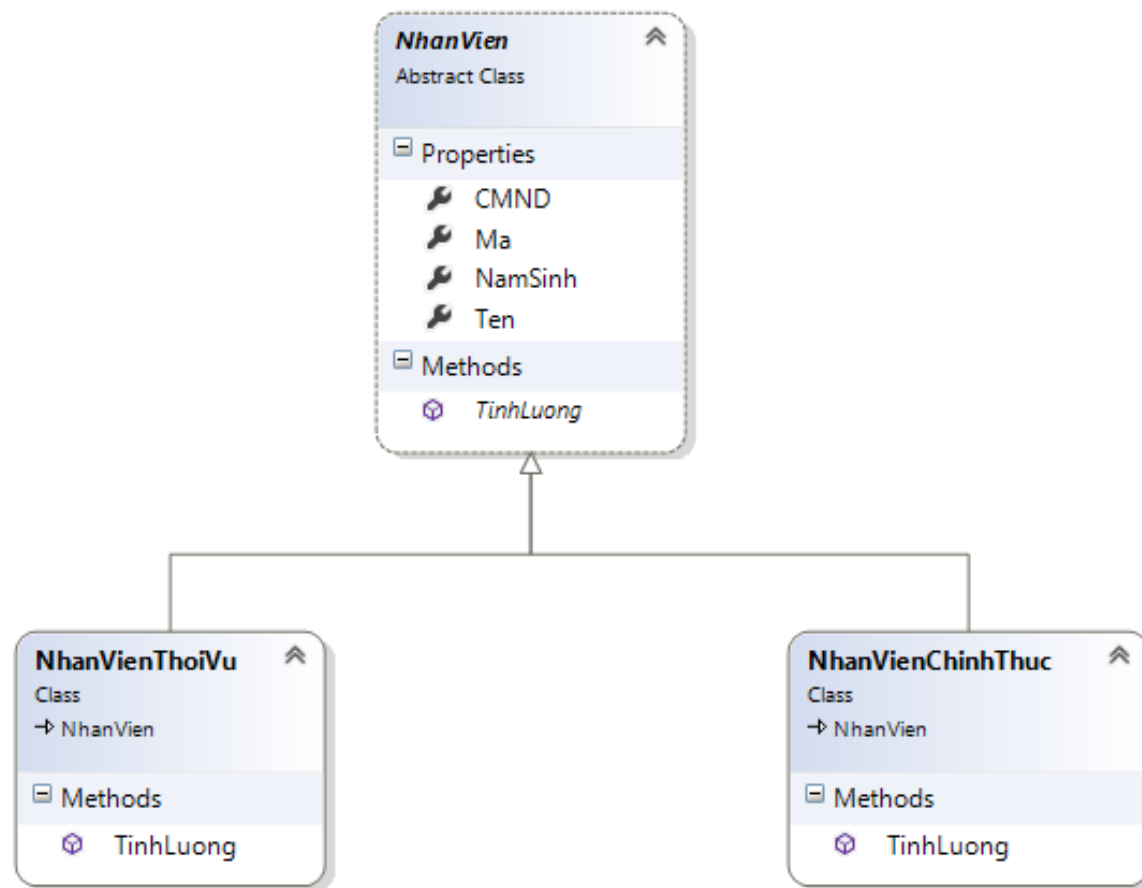 NhanVien
Abstract Class
Properties
CMND
Ma
NamSinh
Ten
Methods
TinhLuong
NhanVienThoiVu
Class
NhanVien
Methods
TinhLuong
NhanVienChinhThuc
Class
NhanVien
Methods
TinhLuong